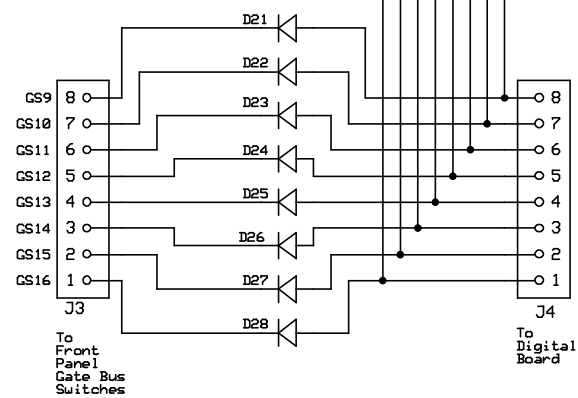 D21
D22
GS9 8 8
GS10 7 7
D23
GS11 6 6
D24
GS12 5 5
D25
GS13 4 4
GS14 3 3
D26
GS15 2 2
D27
GS16 1 1
J3 J4
D28
To
Front
Panel
Gate Bus
Switches
To
Digital
Board